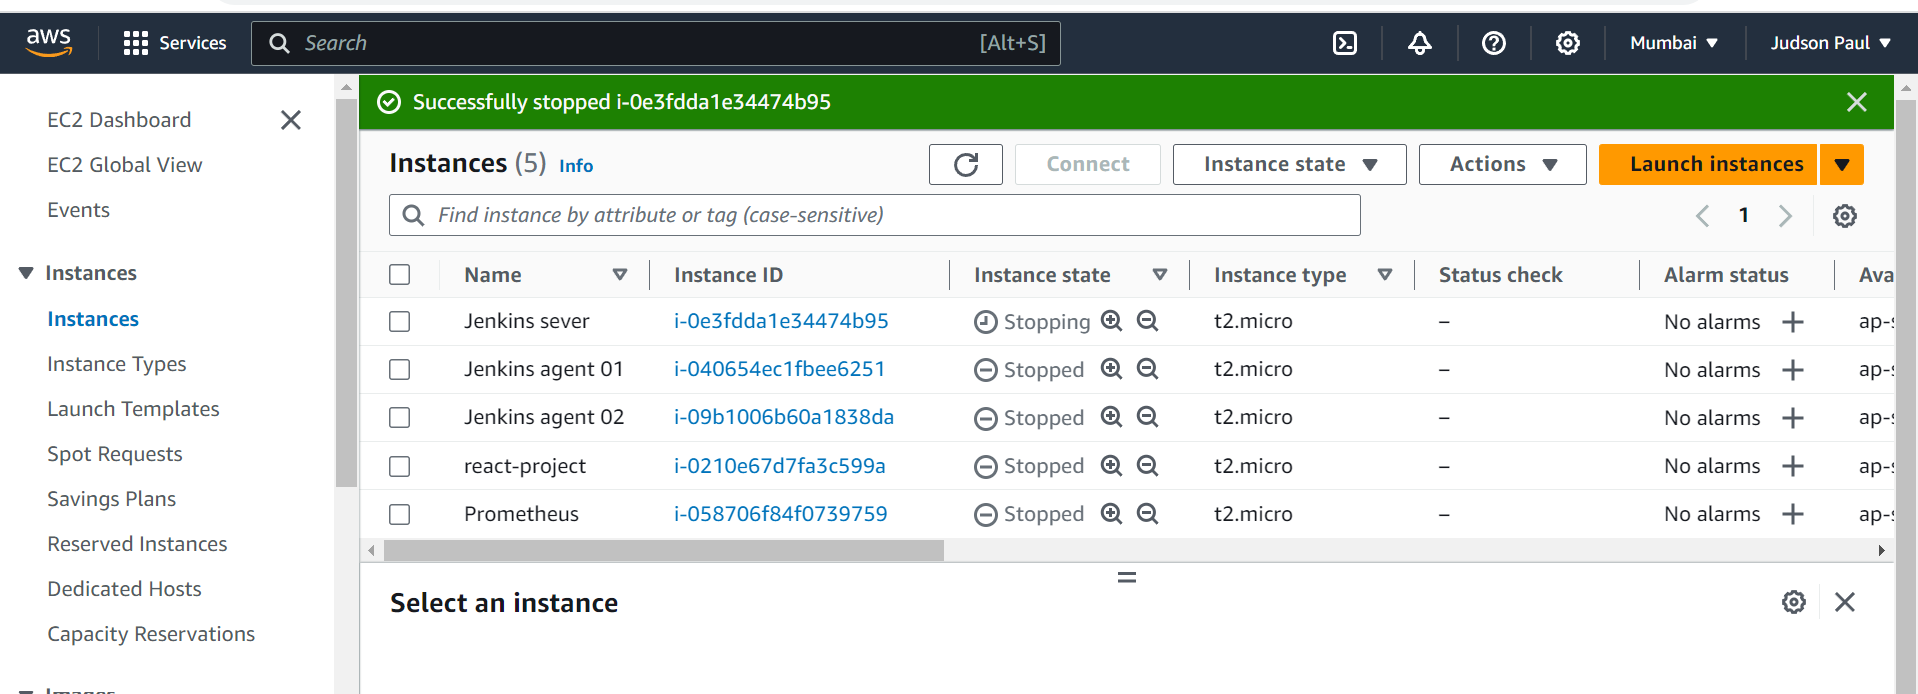 aws Services Search [Alt+S] Mumbai Judson Paul
EC2 Dashboard
EC2 Global View
Events
Instances
Instances
Instance Types
Launch Templates
Spot Requests
Savings Plans
Reserved Instances
Dedicated Hosts
Capacity Reservations
Images
Successfully stopped i-0e3fdda1e34474b95
Instances (5) Info Connect Instance state Actions Launch instances
Find instance by attribute or tag (case-sensitive) 1
Name Instance ID Instance state Instance type Status check Alarm status Ava
Jenkins sever i-0e3fdda1e34474b95 Stopping t2.micro – No alarms + ap-s
Jenkins agent 01 i-040654ec1fbee6251 Stopped t2.micro – No alarms + ap-s
Jenkins agent 02 i-09b1006b60a1838da Stopped t2.micro – No alarms + ap-s
react-project i-0210e67d7fa3c599a Stopped t2.micro – No alarms + ap-s
Prometheus i-058706f84f0739759 Stopped t2.micro – No alarms + ap-s
Select an instance